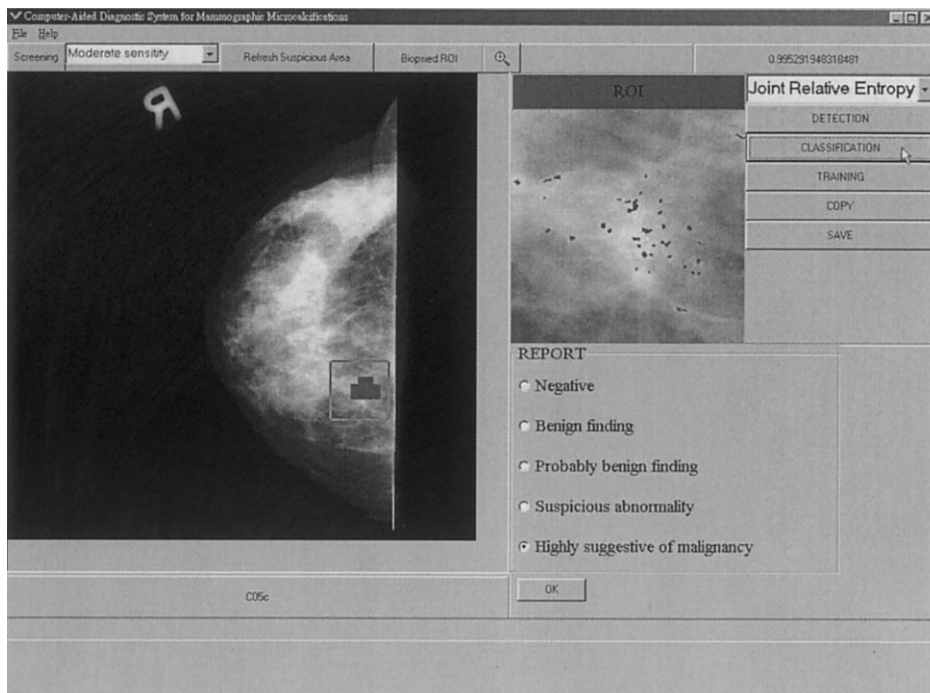 Computer-Aided Diagnostic System for Mammographic Microcalcifications
File Help
Screening Moderate sensitity Refresh Suspicious Area Biopsied ROI 0.995291948318481
R
ROI
Joint Relative Entropy
DETECTION
CLASSIFICATION
TRAINING
COPY
SAVE
REPORT
Negative
Benign finding
Probably benign finding
Suspicious abnormality
Highly suggestive of malignancy
OK
C05c